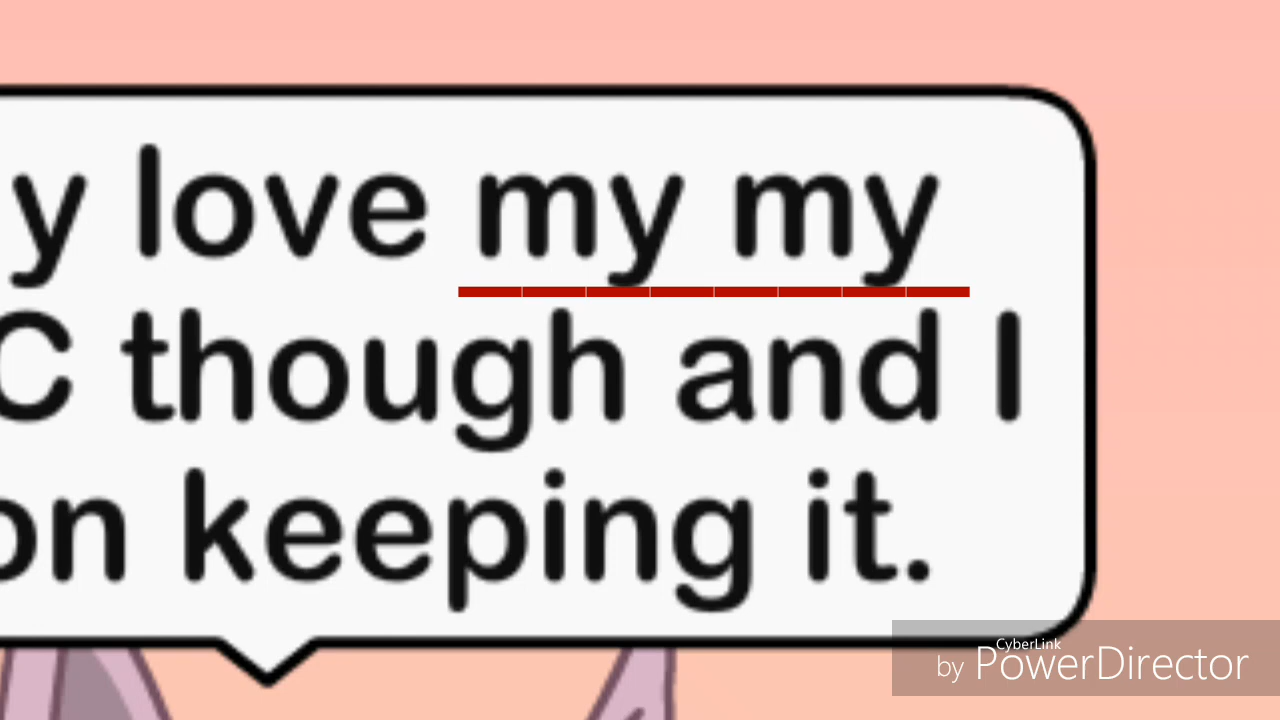 y love my my
C though and I
on keeping it.
CyberLink
by PowerDirector